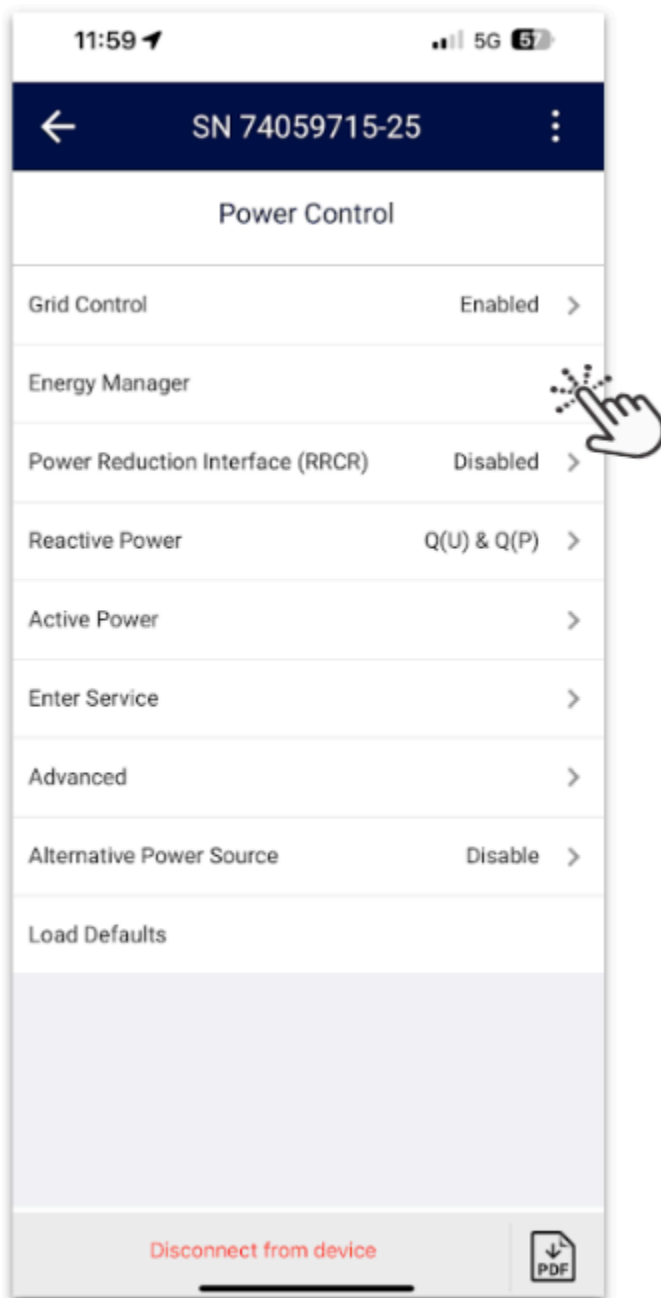 11:59
5G 57
SN 74059715-25
Power Control
Grid Control Enabled
Energy Manager
Power Reduction Interface (RRCR) Disabled
Reactive Power Q(U) & Q(P)
Active Power
Enter Service
Advanced
Alternative Power Source Disable
Load Defaults
Disconnect from device
PDF